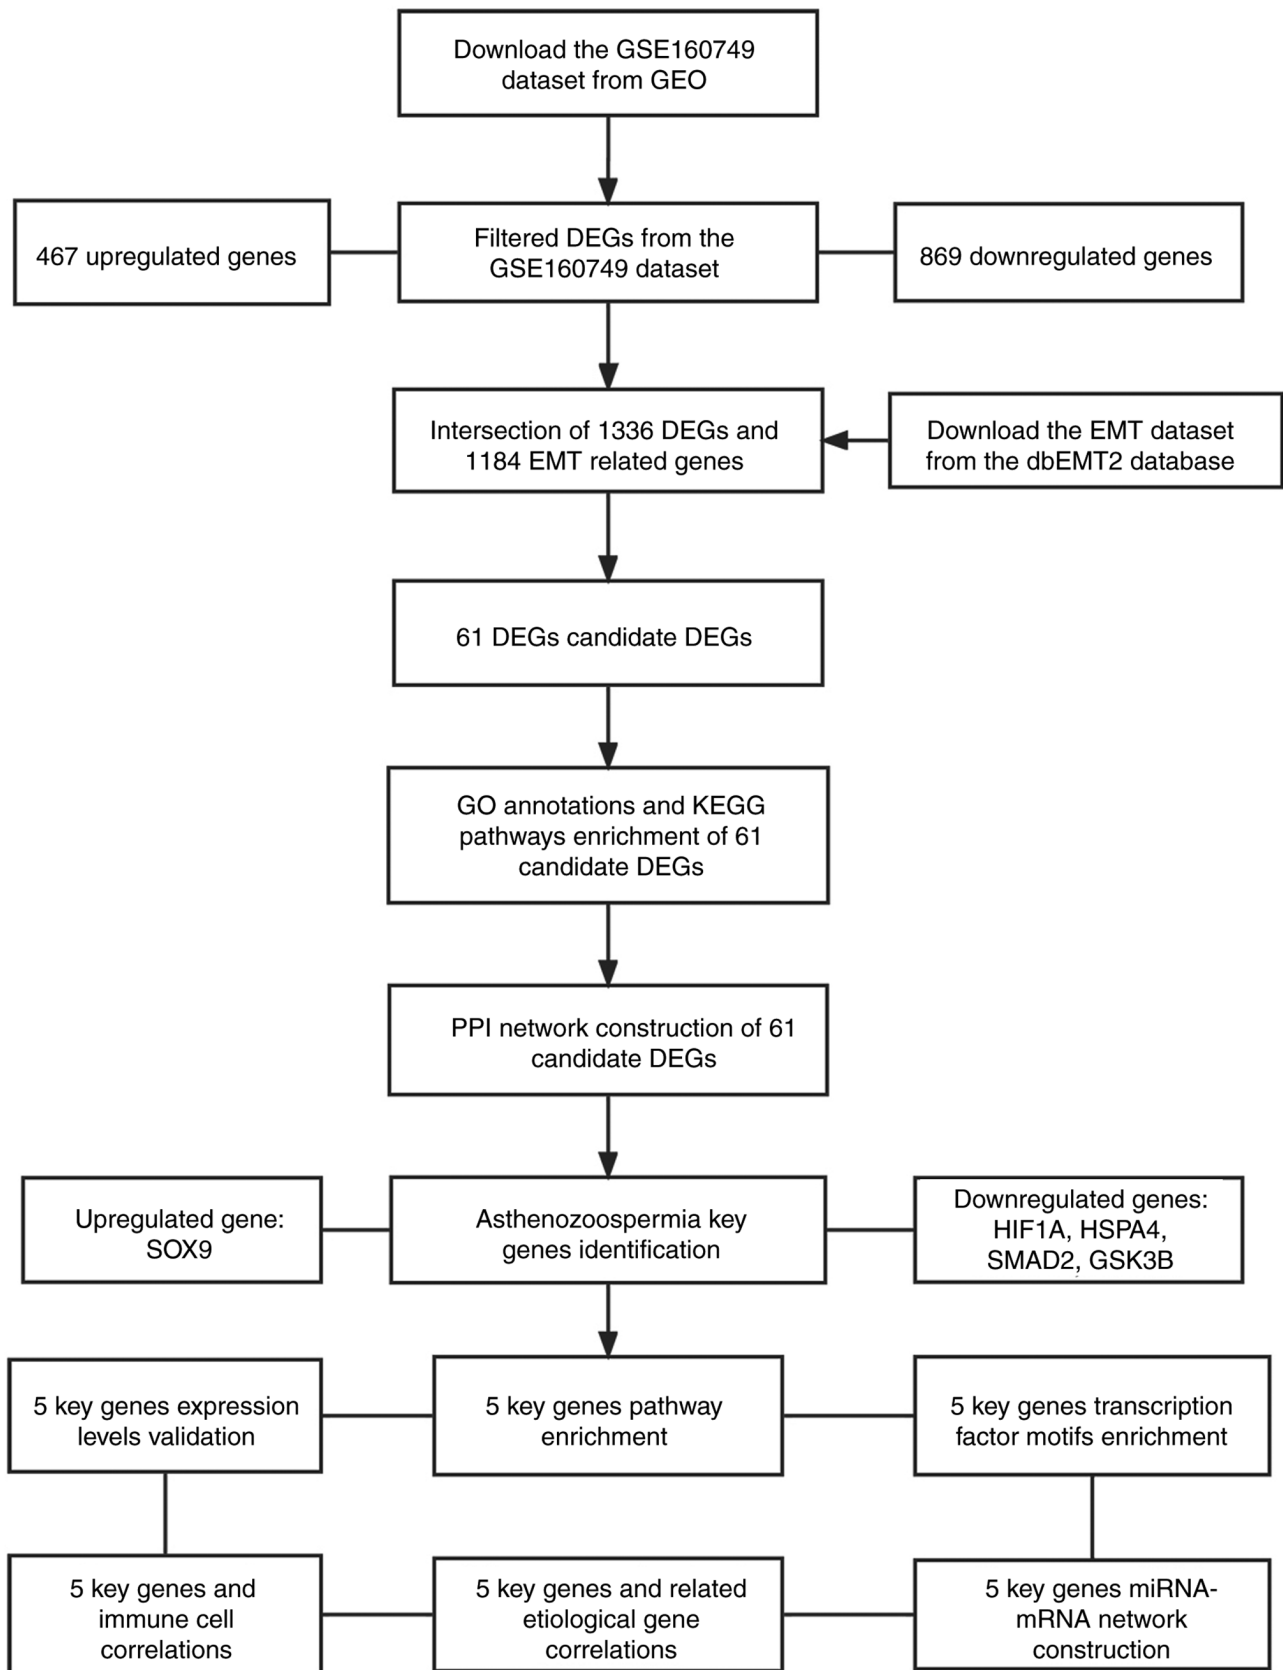 Download the GSE160749
dataset from GEO
467 upregulated genes
Filtered DEGs from the
GSE160749 dataset
869 downregulated genes
Intersection of 1336 DEGs and
1184 EMT related genes
Download the EMT dataset
from the dbEMT2 database
61 DEGs candidate DEGs
GO annotations and KEGG
pathways enrichment of 61
candidate DEGs
PPI network construction of 61
candidate DEGs
Upregulated gene:
SOX9
Asthenozoospermia key
genes identification
Downregulated genes:
HIF1A, HSPA4,
SMAD2, GSK3B
5 key genes expression
levels validation
5 key genes pathway
enrichment
5 key genes transcription
factor motifs enrichment
5 key genes and
immune cell
correlations
5 key genes and related
etiological gene
correlations
5 key genes miRNA-
mRNA network
construction